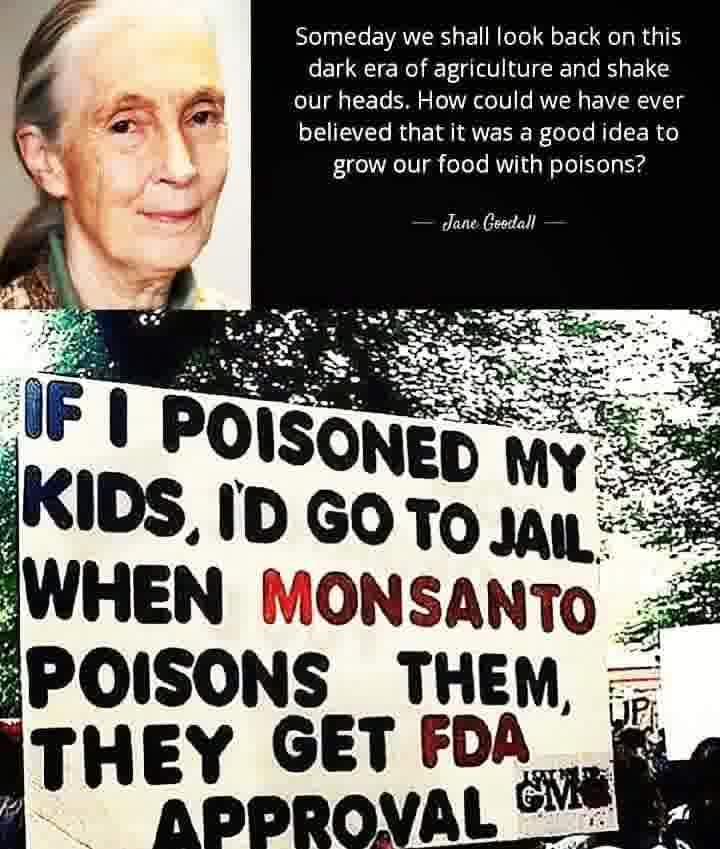 Someday we shall look back on this
dark era of agriculture and shake
our heads. How could we have ever
believed that it was a good idea to
grow our food with poisons?
— Jane Goodall —
IF I POISONED MY
KIDS, I'D GO TO JAIL.
WHEN MONSANTO
POISONS THEM,
THEY GET FDA
APPROVAL
GMO